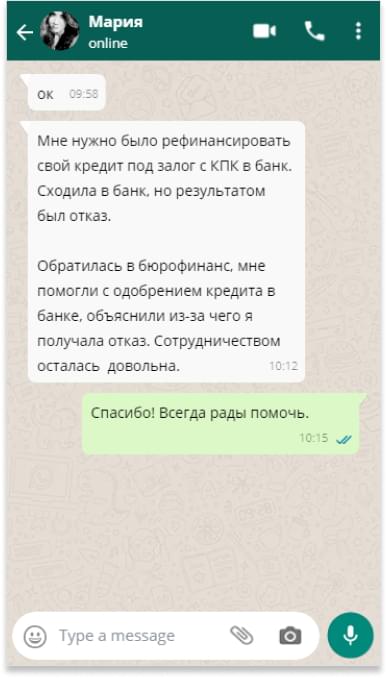 Мария
online
ок 09:58
Мне нужно было рефинансировать
свой кредит под залог с КПК в банк.
Сходила в банк, но результатом
был отказ.
Обратилась в бюрофинанс, мне
помогли с одобрением кредита в
банке, объяснили из-за чего я
получала отказ. Сотрудничеством
осталась довольна. 10:12
Спасибо! Всегда рады помочь.
10:15
Type a message